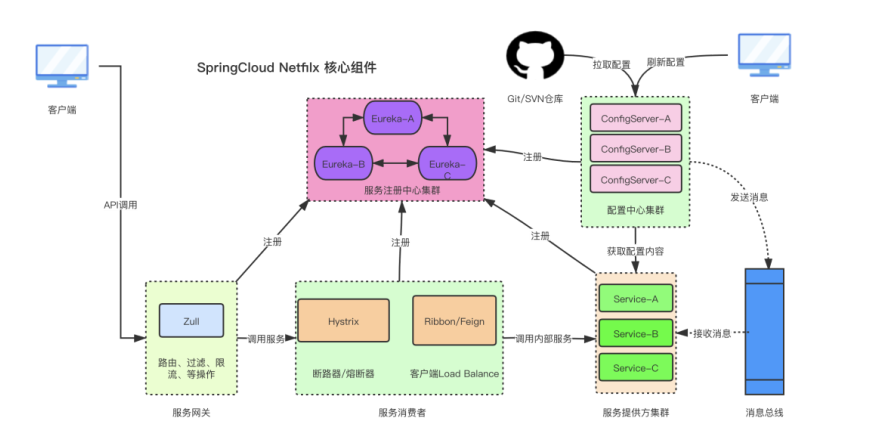 SpringCloud Netfilx 核心组件
客户端
Git/SVN仓库
拉取配置
刷新配置
客户端
Eureka-A
Eureka-B
Eureka-
C
服务注册中心集群
ConfigServer-A
ConfigServer-B
ConfigServer-C
配置中心集群
注册
API调用
发送消息
注册
注册
注册
获取配置内容
Zull
路由、过滤、限
流、等操作
服务网关
调用服务
Hystrix
断路器/熔断器
Ribbon/Feign
客户端Load Balance
服务消费者
调用内部服务
Service-A
Service-B
Service-C
服务提供方集群
接收消息
消息总线